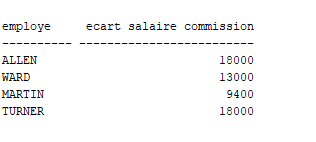 employe     ecart salaire commission
---------- -------------------------
ALLEN                          18000
WARD                           13000
MARTIN                          9400
TURNER                         18000